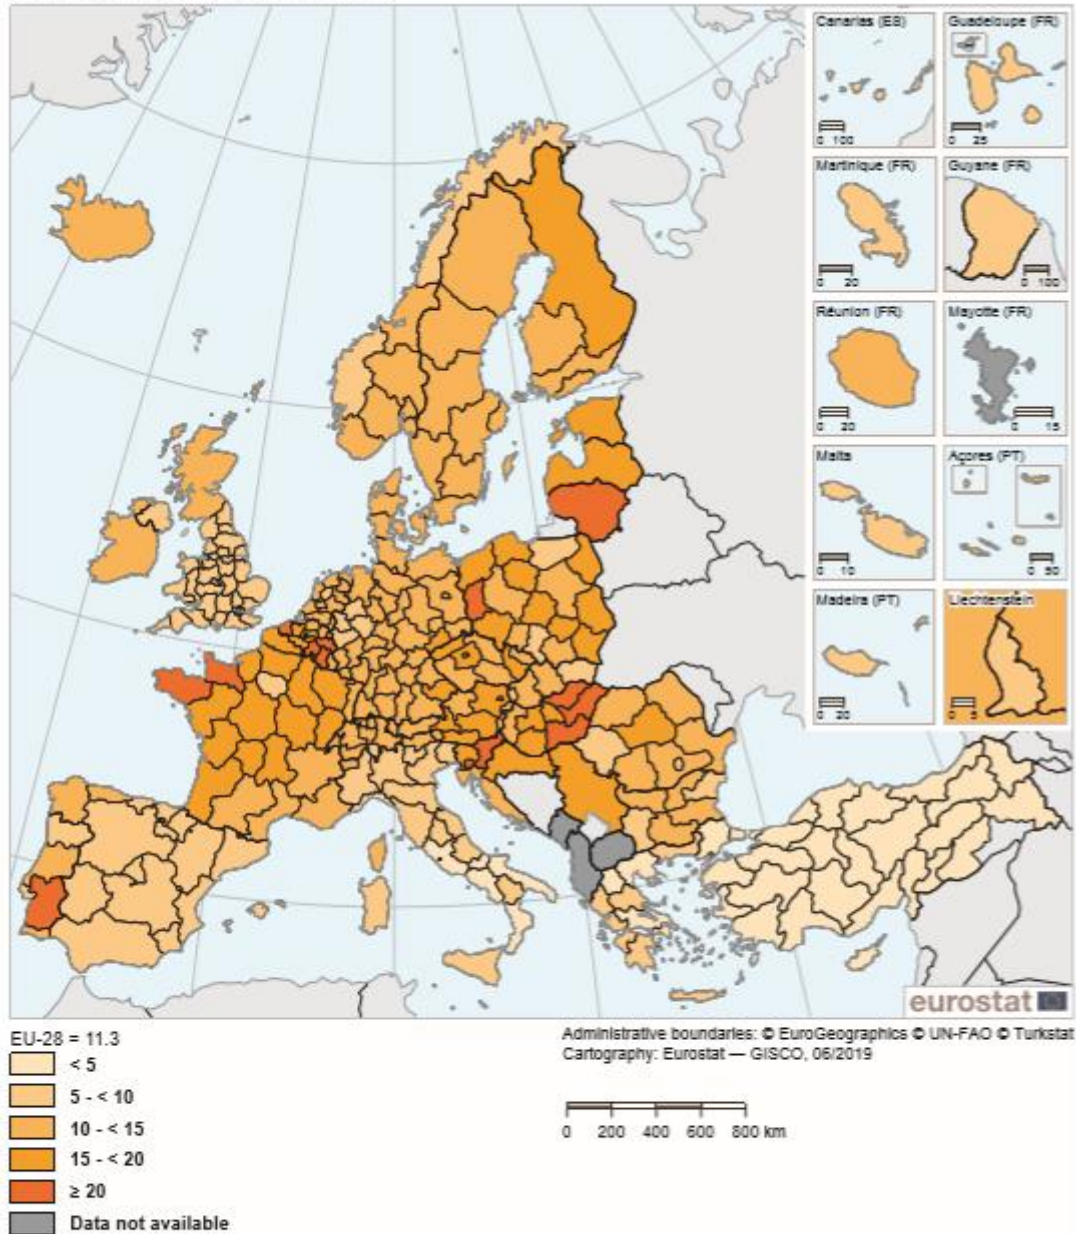 Canarias (ES)
0 100
Guadeloupe (FR)
0 25
Martinique (FR)
0 20
Guyane (FR)
0 100
Réunion (FR)
0 20
Mayotte (FR)
0 15
Malta
0 10
Açores (PT)
0 50
Madeira (PT)
0 20
Liechtenstein
0 5
eurostat
EU-28 = 11.3
< 5
5 - < 10
10 - < 15
15 - < 20
≥ 20
Data not available
Administrative boundaries: © EuroGeographics © UN-FAO © Turkstat
Cartography: Eurostat — GISCO, 06/2019
0 200 400 600 800 km